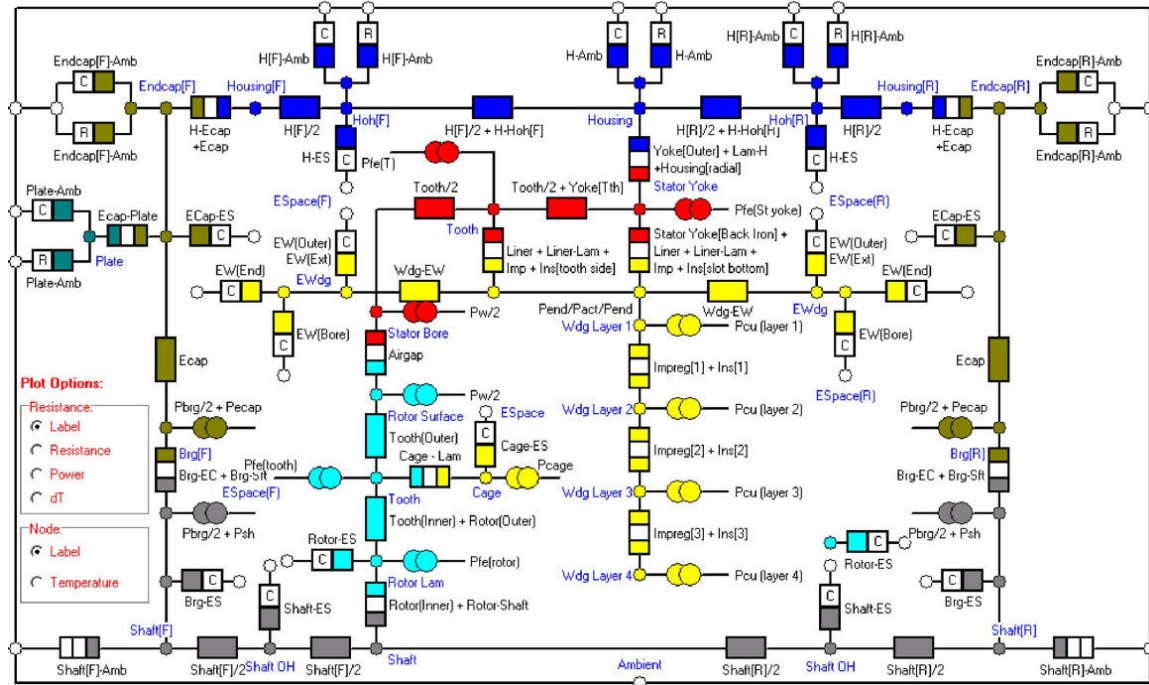 C
R
C
R
C
R
H[F]-Amb
H[F]-Amb
H-Amb
H-Amb
H[R]-Amb
H[R]-Amb
Endcap[F]-Amb
Endcap[R]-Amb
C
C
Endcap[F]
Housing[F]
Housing[R]
Endcap[R]
R
R
Endcap[F]-Amb
H-Ecap
+Ecap
H[F]/2
Hoh[F]
H[F]/2 + H-Hoh[F]
Housing
H[R]/2 + H-Hoh[H]
Hoh[R]
H[R]/2
H-Ecap
+Ecap
Endcap[R]-Amb
C
H-ES
Pfe(T)
Yoke[Outer] + Lam-H
+Housing[radial]
C
H-ES
Plate-Amb
ESpace(F)
Tooth/2
Tooth/2 + Yoke[Tth]
Stator Yoke
ESpace(R)
C
Ecap-Plate
ECap-ES
C
C
EW(Outer)
EW(Ext)
Pfe(St yoke)
C
EW(Outer)
EW(Ext)
ECap-ES
C
R
Plate
Plate-Amb
Tooth
Stator Yoke[Back Iron] +
Liner + Liner-Lam +
Imp + Ins[slot bottom]
Liner + Liner-Lam +
Imp + Ins[tooth side]
EW(End)
C
EWdg
Wdg-EW
EW(End)
C
C
EW(Bore)
Pw/2
Pend/Pact/Pend
Wdg-EW
EWdg
C
EW(Bore)
Stator Bore
Wdg Layer 1
Pcu (layer 1)
Ecap
Airgap
Impreg[1] + Ins[1]
Ecap
Plot Options:
Resistance:
Label
Resistance
Power
dT
Node:
Label
Temperature
Pw/2
ESpace(R)
Pbrg/2 + Pecap
Rotor Surface
ESpace
Wdg Layer 2
Pcu (layer 2)
Pbrg/2 + Pecap
Tooth(Outer)
C
Cage-ES
Brg[F]
Brg-EC + Brg-Sft
Pfe(tooth)
Cage - Lam
Pcage
Impreg[2] + Ins[2]
Brg[R]
Brg-EC + Brg-Sft
ESpace(F)
Tooth
Cage
Wdg Layer 3
Pcu (layer 3)
Tooth(Inner) + Rotor(Outer)
Pbrg/2 + Psh
Impreg[3] + Ins[3]
Pbrg/2 + Psh
Rotor-ES
C
Pfe(rotor)
C
Rotor-ES
C
Brg-ES
Rotor Lam
Wdg Layer 4
Pcu (layer 4)
C
Brg-ES
C
Shaft-ES
Rotor(Inner) + Rotor-Shaft
C
Shaft-ES
Shaft[F]
Shaft[R]
Shaft[F]-Amb
Shaft[F]/2
Shaft OH
Shaft[F]/2
Shaft
Ambient
Shaft[R]/2
Shaft OH
Shaft[R]/2
Shaft[R]-Amb